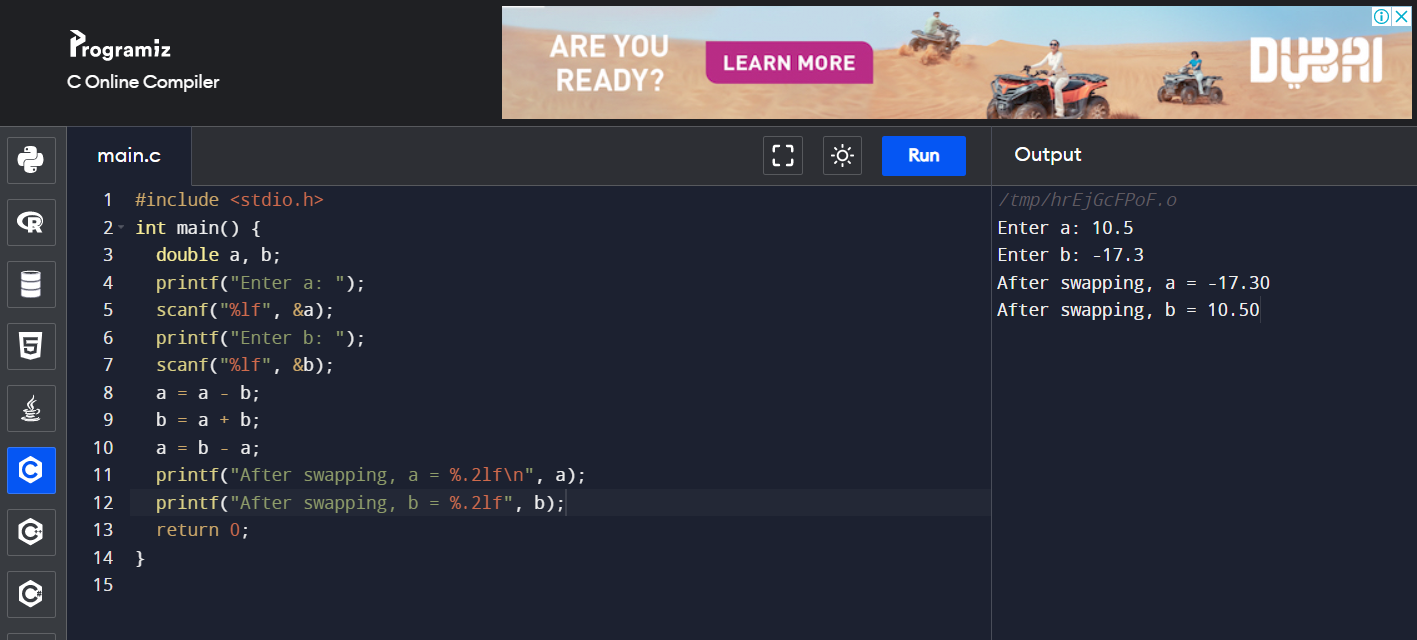 Programiz
C Online Compiler
ARE YOU
READY?
LEARN MORE
DUBAI
main.c
Run
Output
1 #include <stdio.h>
2 int main() {
3   double a, b;
4   printf("Enter a: ");
5   scanf("%lf", &a);
6   printf("Enter b: ");
7   scanf("%lf", &b);
8   a = a - b;
9   b = a + b;
10   a = b - a;
11   printf("After swapping, a = %.2lf\n", a);
12   printf("After swapping, b = %.2lf", b);
13   return 0;
14 }
15
/tmp/hrEjGcFPoF.o
Enter a: 10.5
Enter b: -17.3
After swapping, a = -17.30
After swapping, b = 10.50